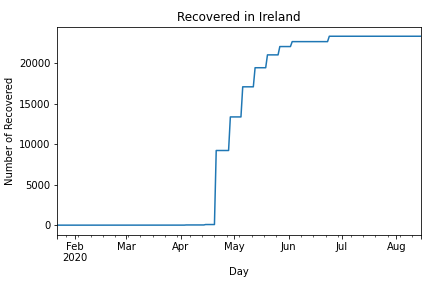 Recovered in Ireland
Number of Recovered
20000
15000
10000
5000
0
Feb Mar Apr May Jun Jul Aug
2020
Day